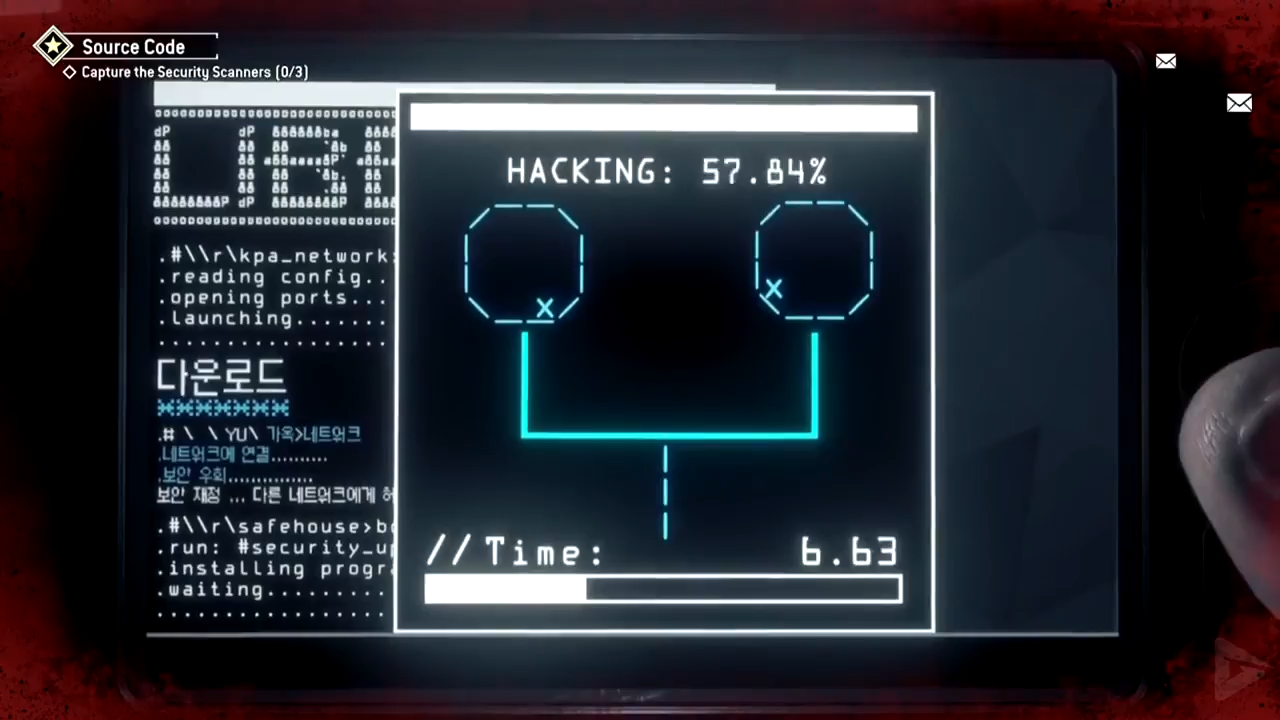 Source Code
Capture the Security Scanners (0/3)
HACKING: 57.84%
.#\\r\kpa_network:
.reading config..
.opening ports...
.launching.......
다운로드
.# \ \ YU\ 가옥>네트워크
.네트워크에 연결..........
.보안 우회...............
보안 재정 ... 다른 네트워크에게 허
.#\\r\safehouse>b
.run: #security_u
.installing progr
.waiting.........
//Time: 6.63